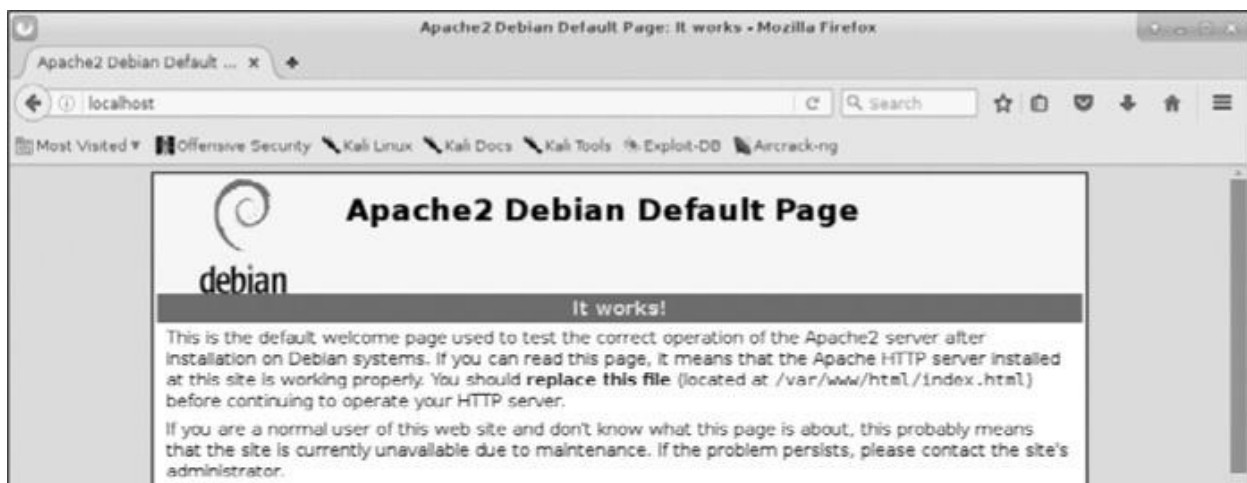 Apache2 Debian Default Page: It works - Mozilla Firefox
Apache2 Debian Default ... × +
localhost
Search
Most Visited ▾ Offensive Security Kali Linux Kali Docs Kali Tools Exploit-DB Aircrack-ng
debian
Apache2 Debian Default Page
It works!
This is the default welcome page used to test the correct operation of the Apache2 server after
installation on Debian systems. If you can read this page, it means that the Apache HTTP server installed
at this site is working properly. You should replace this file (located at /var/www/html/index.html)
before continuing to operate your HTTP server.
If you are a normal user of this web site and don't know what this page is about, this probably means
that the site is currently unavailable due to maintenance. If the problem persists, please contact the site's
administrator.